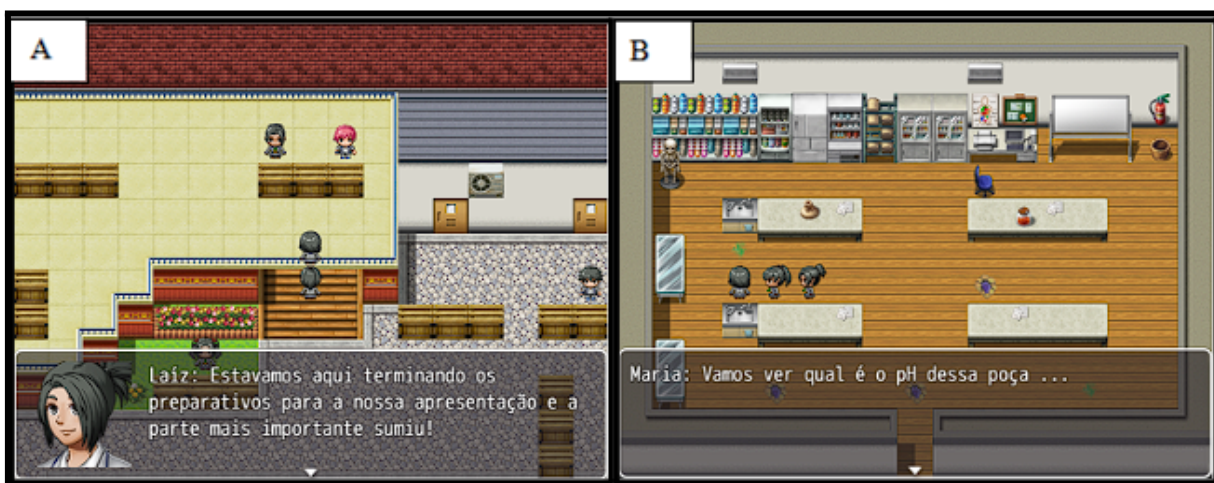 A
B
Laíz: Estavamos aqui terminando os
preparativos para a nossa apresentação e a
parte mais importante sumiu!
Maria: Vamos ver qual é o pH dessa poça ...